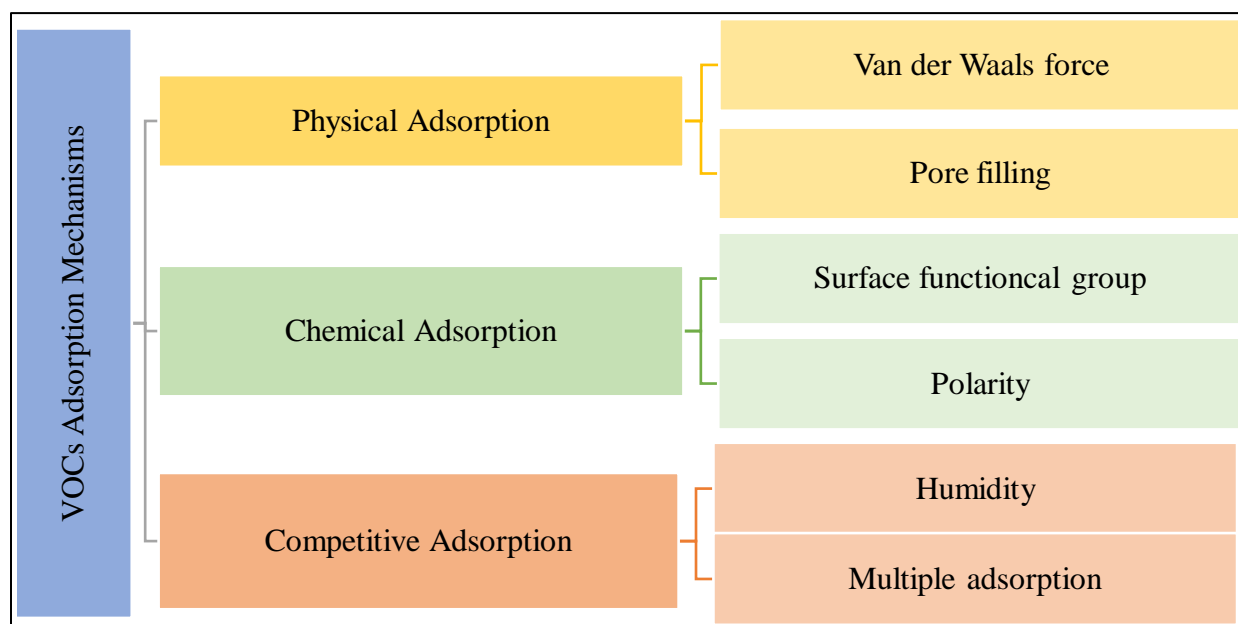 VOCs Adsorption Mechanisms
Physical Adsorption
Van der Waals force
Pore filling
Chemical Adsorption
Surface functioncal group
Polarity
Competitive Adsorption
Humidity
Multiple adsorption